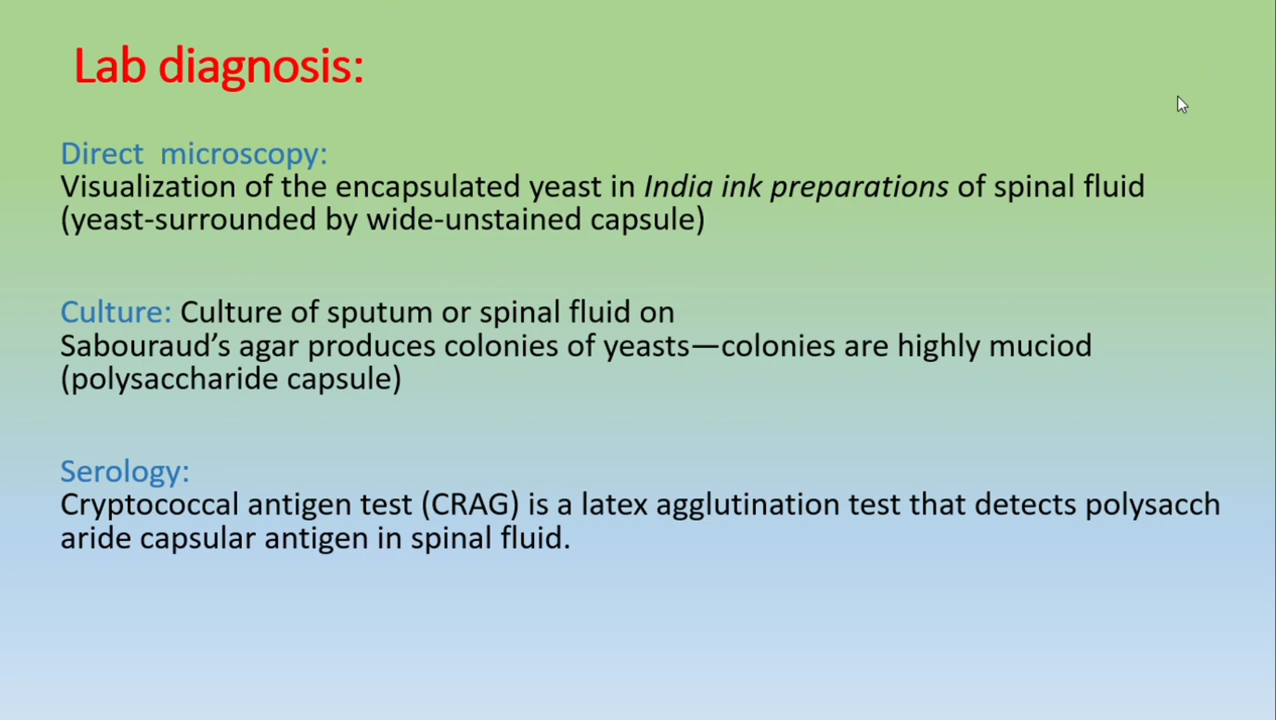 Lab diagnosis:
Direct microscopy:
Visualization of the encapsulated yeast in India ink preparations of spinal fluid
(yeast-surrounded by wide-unstained capsule)
Culture: Culture of sputum or spinal fluid on
Sabouraud’s agar produces colonies of yeasts—colonies are highly muciod
(polysaccharide capsule)
Serology:
Cryptococcal antigen test (CRAG) is a latex agglutination test that detects polysacch
aride capsular antigen in spinal fluid.